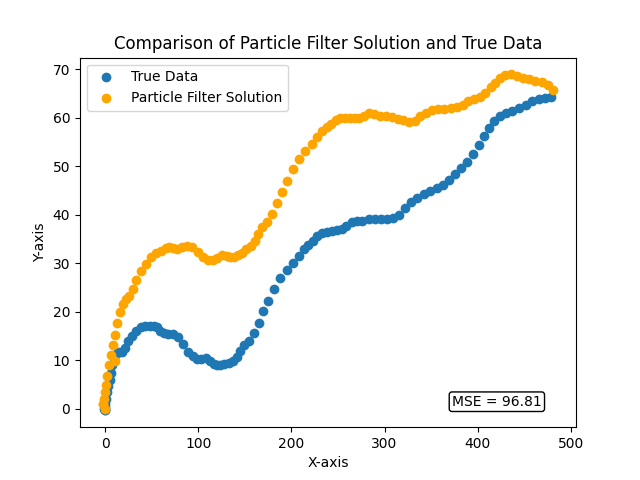 Comparison of Particle Filter Solution and True Data
True Data
Particle Filter Solution
70
60
50
40
30
20
10
0
Y-axis
MSE = 96.81
0 100 200 300 400 500
X-axis